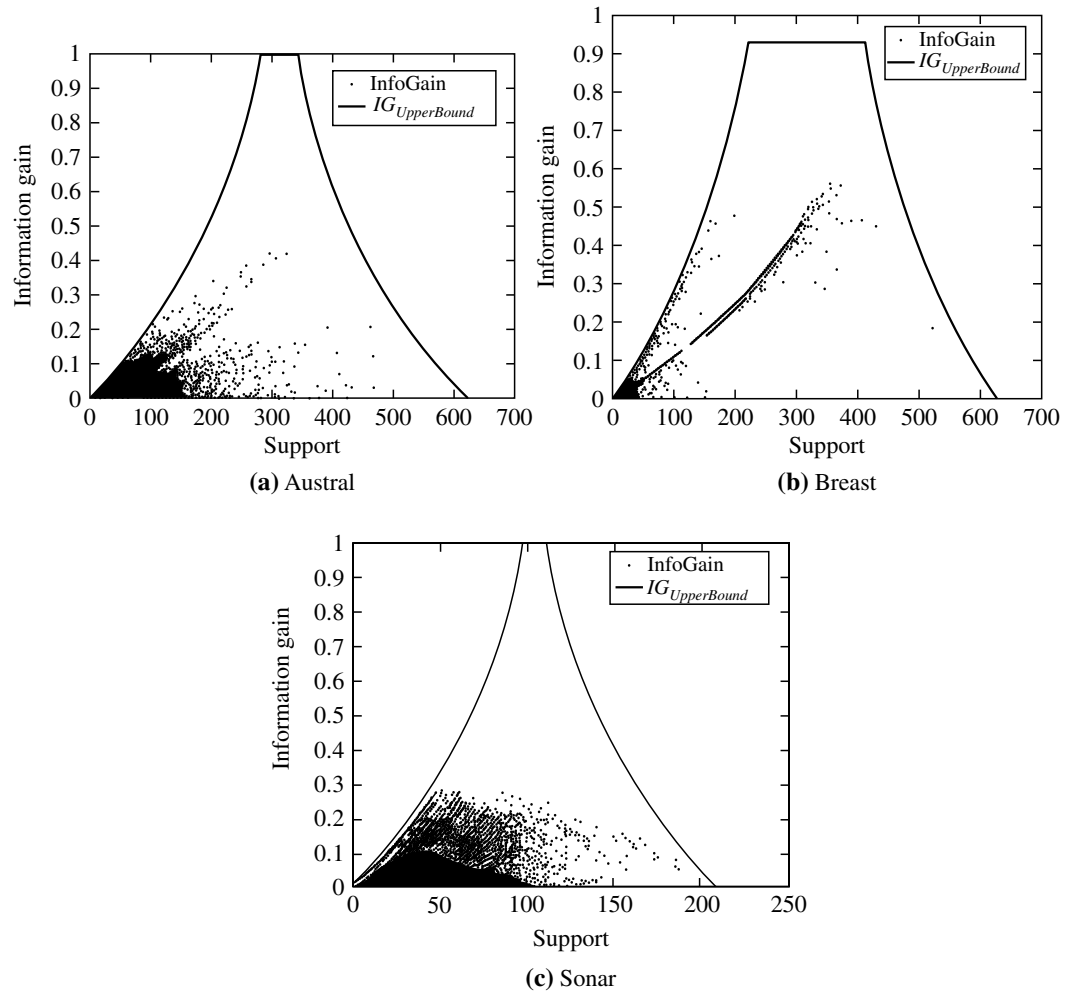 1
0.9
0.8
0.7
0.6
0.5
0.4
0.3
0.2
0.1
0
Information gain
InfoGain
IG_UpperBound
0 100 200 300 400 500 600 700
Support
(a) Austral
1
0.9
0.8
0.7
0.6
0.5
0.4
0.3
0.2
0.1
0
Information gain
InfoGain
IG_UpperBound
0 100 200 300 400 500 600 700
Support
(b) Breast
1
0.9
0.8
0.7
0.6
0.5
0.4
0.3
0.2
0.1
0
Information gain
InfoGain
IG_UpperBound
0 50 100 150 200 250
Support
(c) Sonar